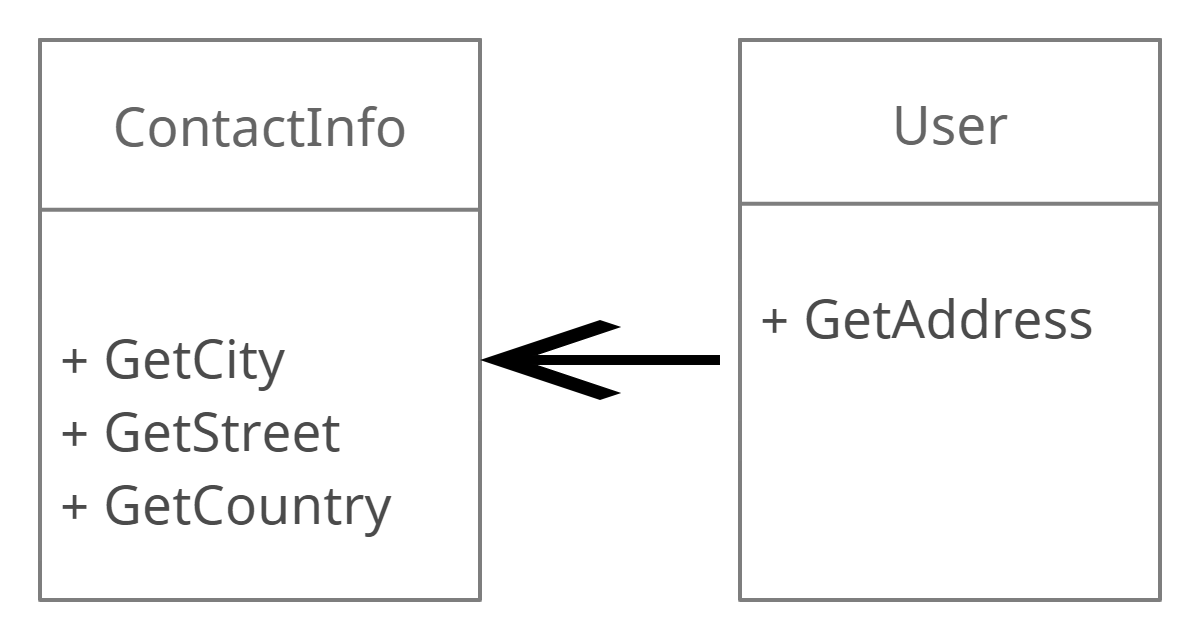 ContactInfo
+ GetCity
+ GetStreet
+ GetCountry
User
+ GetAddress